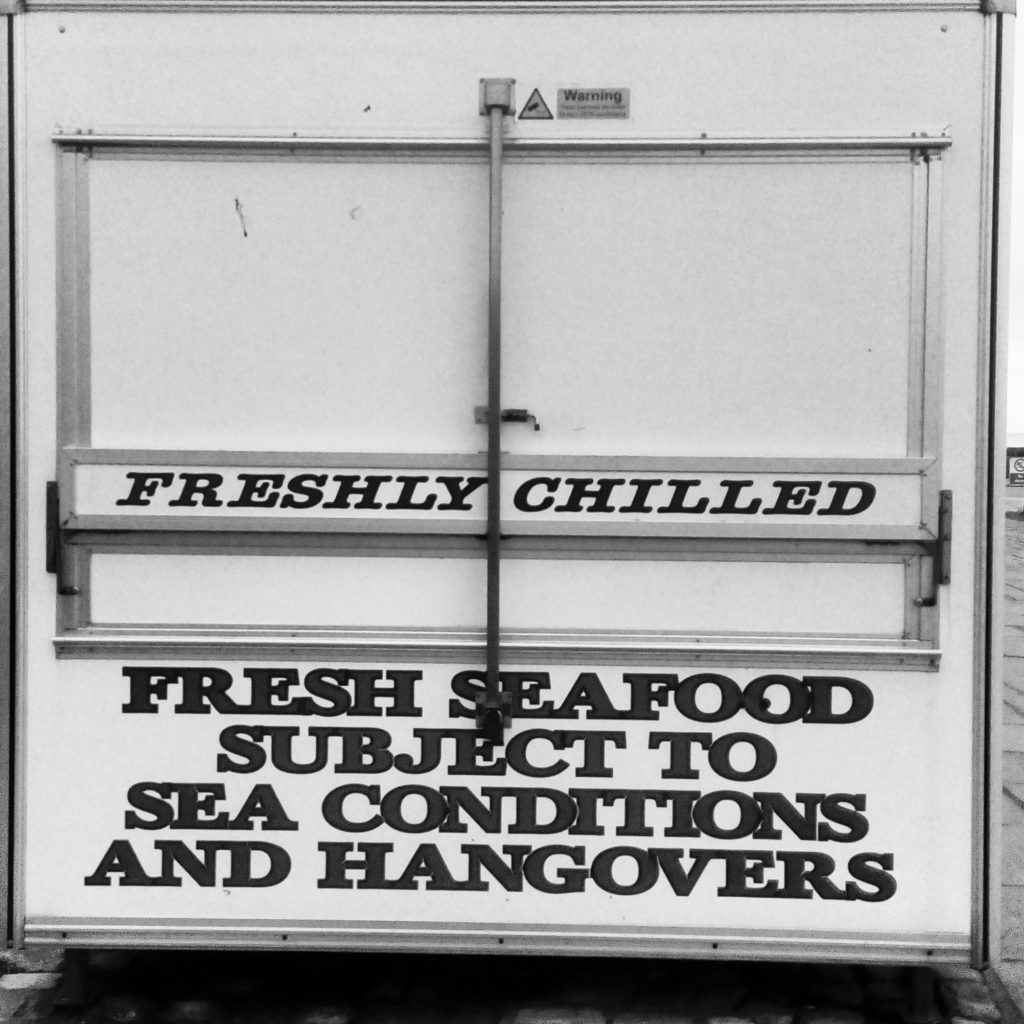 Warning
FRESHLY CHILLED
FRESH SEAFOOD
SUBJECT TO
SEA CONDITIONS
AND HANGOVERS